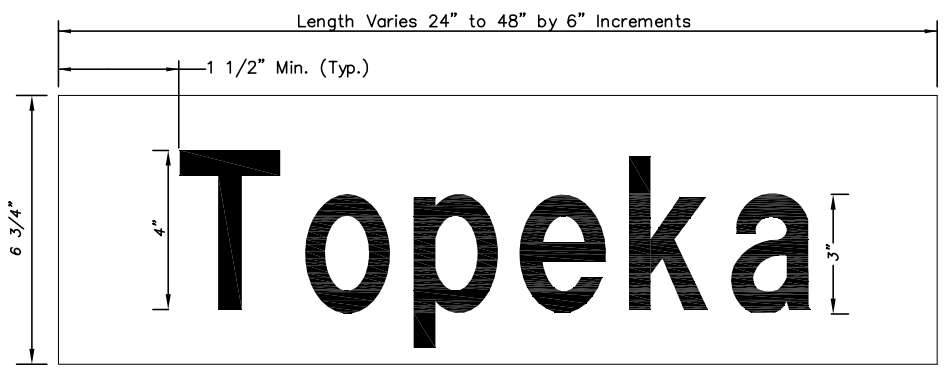 Length Varies 24" to 48" by 6" Increments
1 1/2" Min. (Typ.)
6 3/4"
4"
Topeka
3"